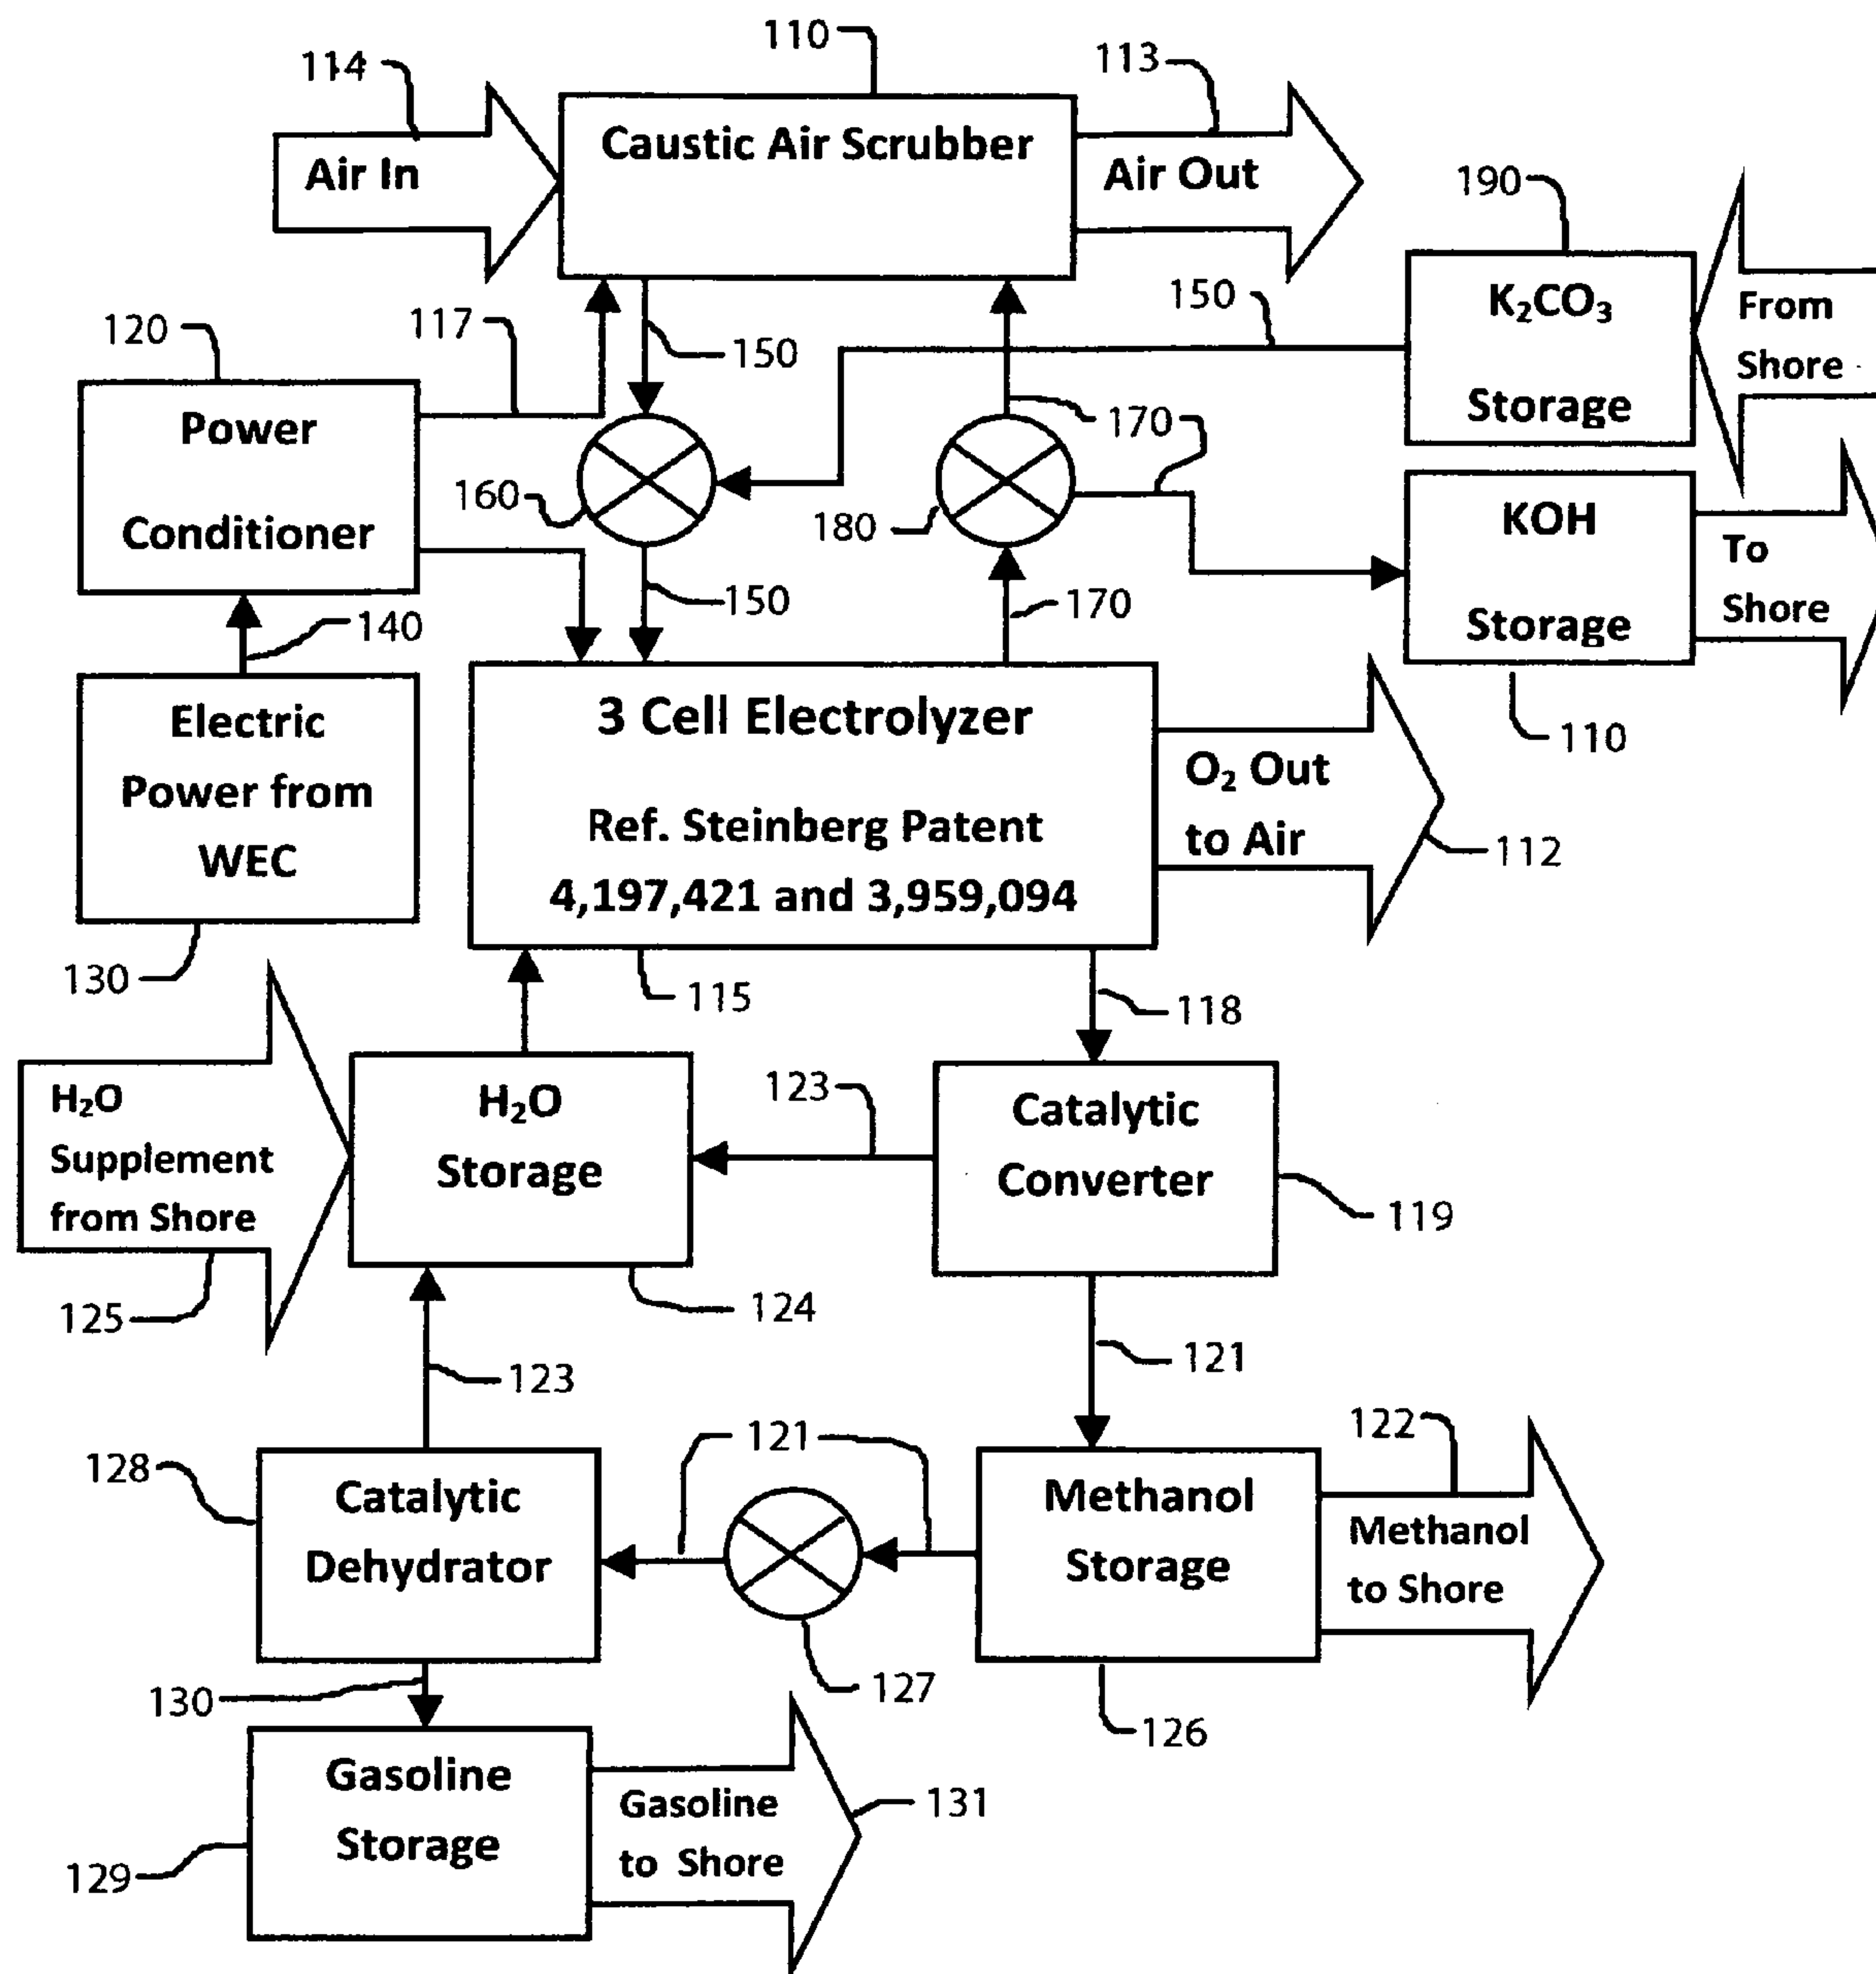 110
114
113
Caustic Air Scrubber
Air In
Air Out
190
K₂CO₃
Storage
From
Shore
150
117
150
120
Power
Conditioner
170
160
180
KOH
Storage
To
Shore
150
170
140
110
Electric
Power from
WEC
3 Cell Electrolyzer
Ref. Steinberg Patent
4,197,421 and 3,959,094
O₂ Out
to Air
112
130
115
118
H₂O
Supplement
from Shore
H₂O
Storage
123
Catalytic
Converter
119
125
124
123
121
128
Catalytic
Dehydrator
121
122
Methanol
Storage
Methanol
to Shore
130
127
126
Gasoline
Storage
Gasoline
to Shore
131
129